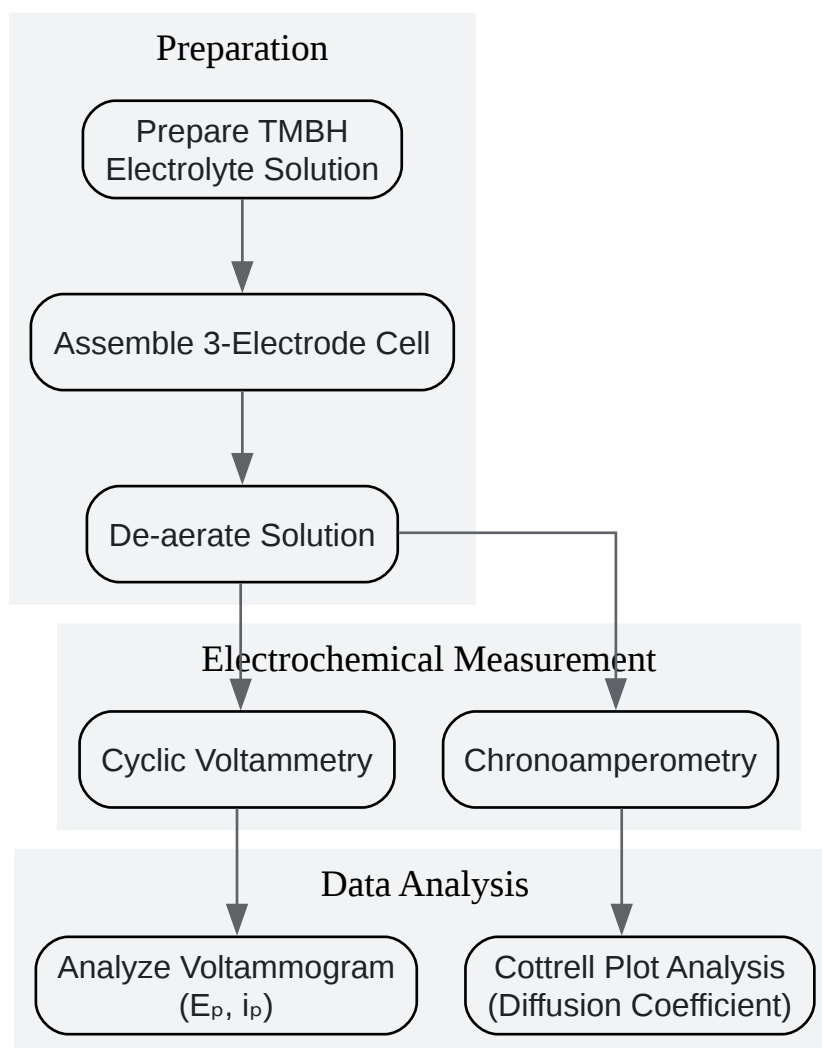 Preparation
Prepare TMBH
Electrolyte Solution
Assemble 3-Electrode Cell
De-aerate Solution
Electrochemical Measurement
Cyclic Voltammetry
Chronoamperometry
Data Analysis
Analyze Voltammogram
(Eₚ, iₚ)
Cottrell Plot Analysis
(Diffusion Coefficient)